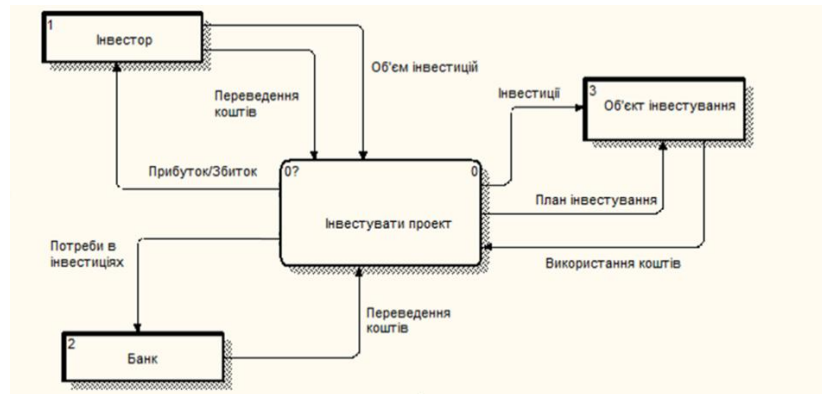 1
Інвестор
Об'єм інвестицій
Переведення
коштів
Прибуток/Збиток
Інвестиції
3
Об'єкт інвестування
0?
0
Інвестувати проект
План інвестування
Використання коштів
Потреби в
інвестиціях
Переведення
коштів
2
Банк